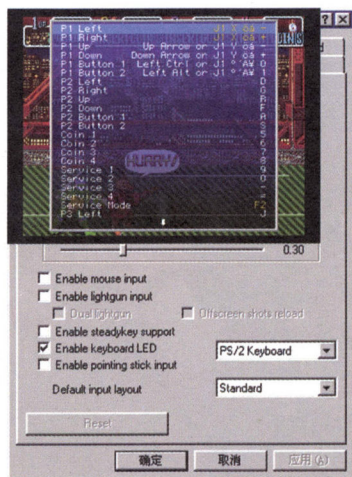 P1 Left J1 X
P1 Right J1 X
P1 Up Up Arrow or J1 Y
P1 Down Down Arrow or J1 Y
P1 Button 1 Left Ctrl or J1
P1 Button 2 Left Alt or J1
P2 Left D
P2 Right G
P2 Up R
P2 Down F
P2 Button 1 A
P2 Button 2 S
Coin 1 5
Coin 2 6
Coin 3 7
Coin 4 8
Service 1 9
Service 2 0
Service 3 -
Service 4
Service Mode F2
P3 Left J
HURRY!
0.30
Enable mouse input
Enable lightgun input
Dual lightgun Offscreen shots reload
Enable steadykey support
Enable keyboard LED PS/2 Keyboard
Enable pointing stick input
Default input layout Standard
Reset
确定 取消 应用(A)